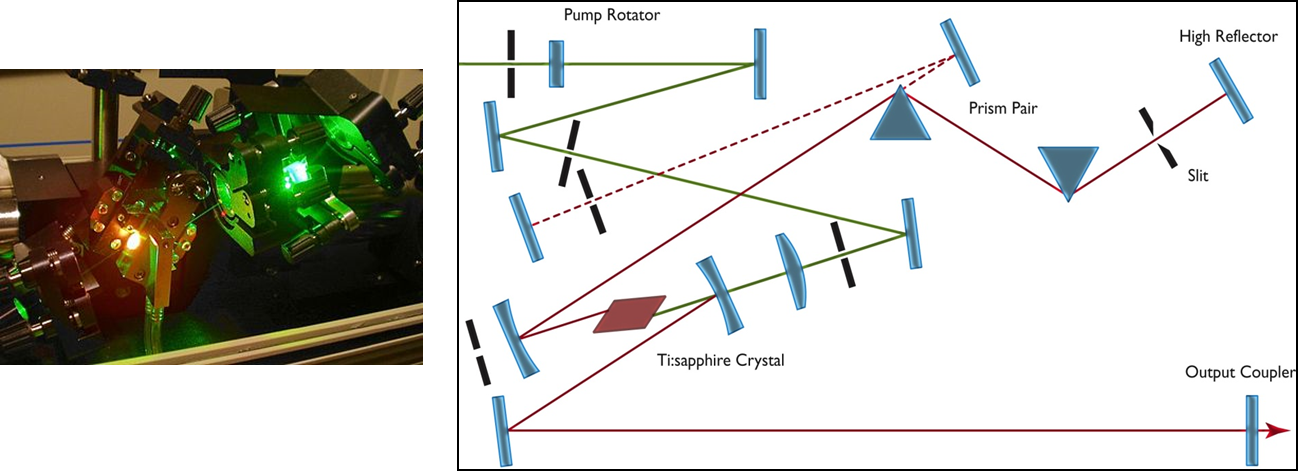 Pump Rotator
High Reflector
Prism Pair
Slit
Ti:sapphire Crystal
Output Coupler